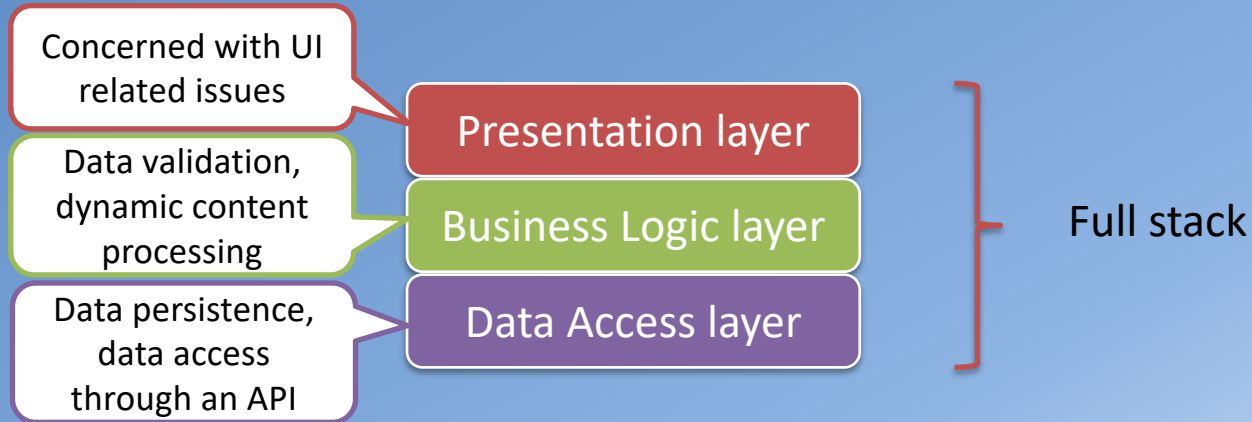 Concerned with UI
related issues
Presentation layer
Data validation,
dynamic content
processing
Business Logic layer
Data persistence,
data access
through an API
Data Access layer
Full stack